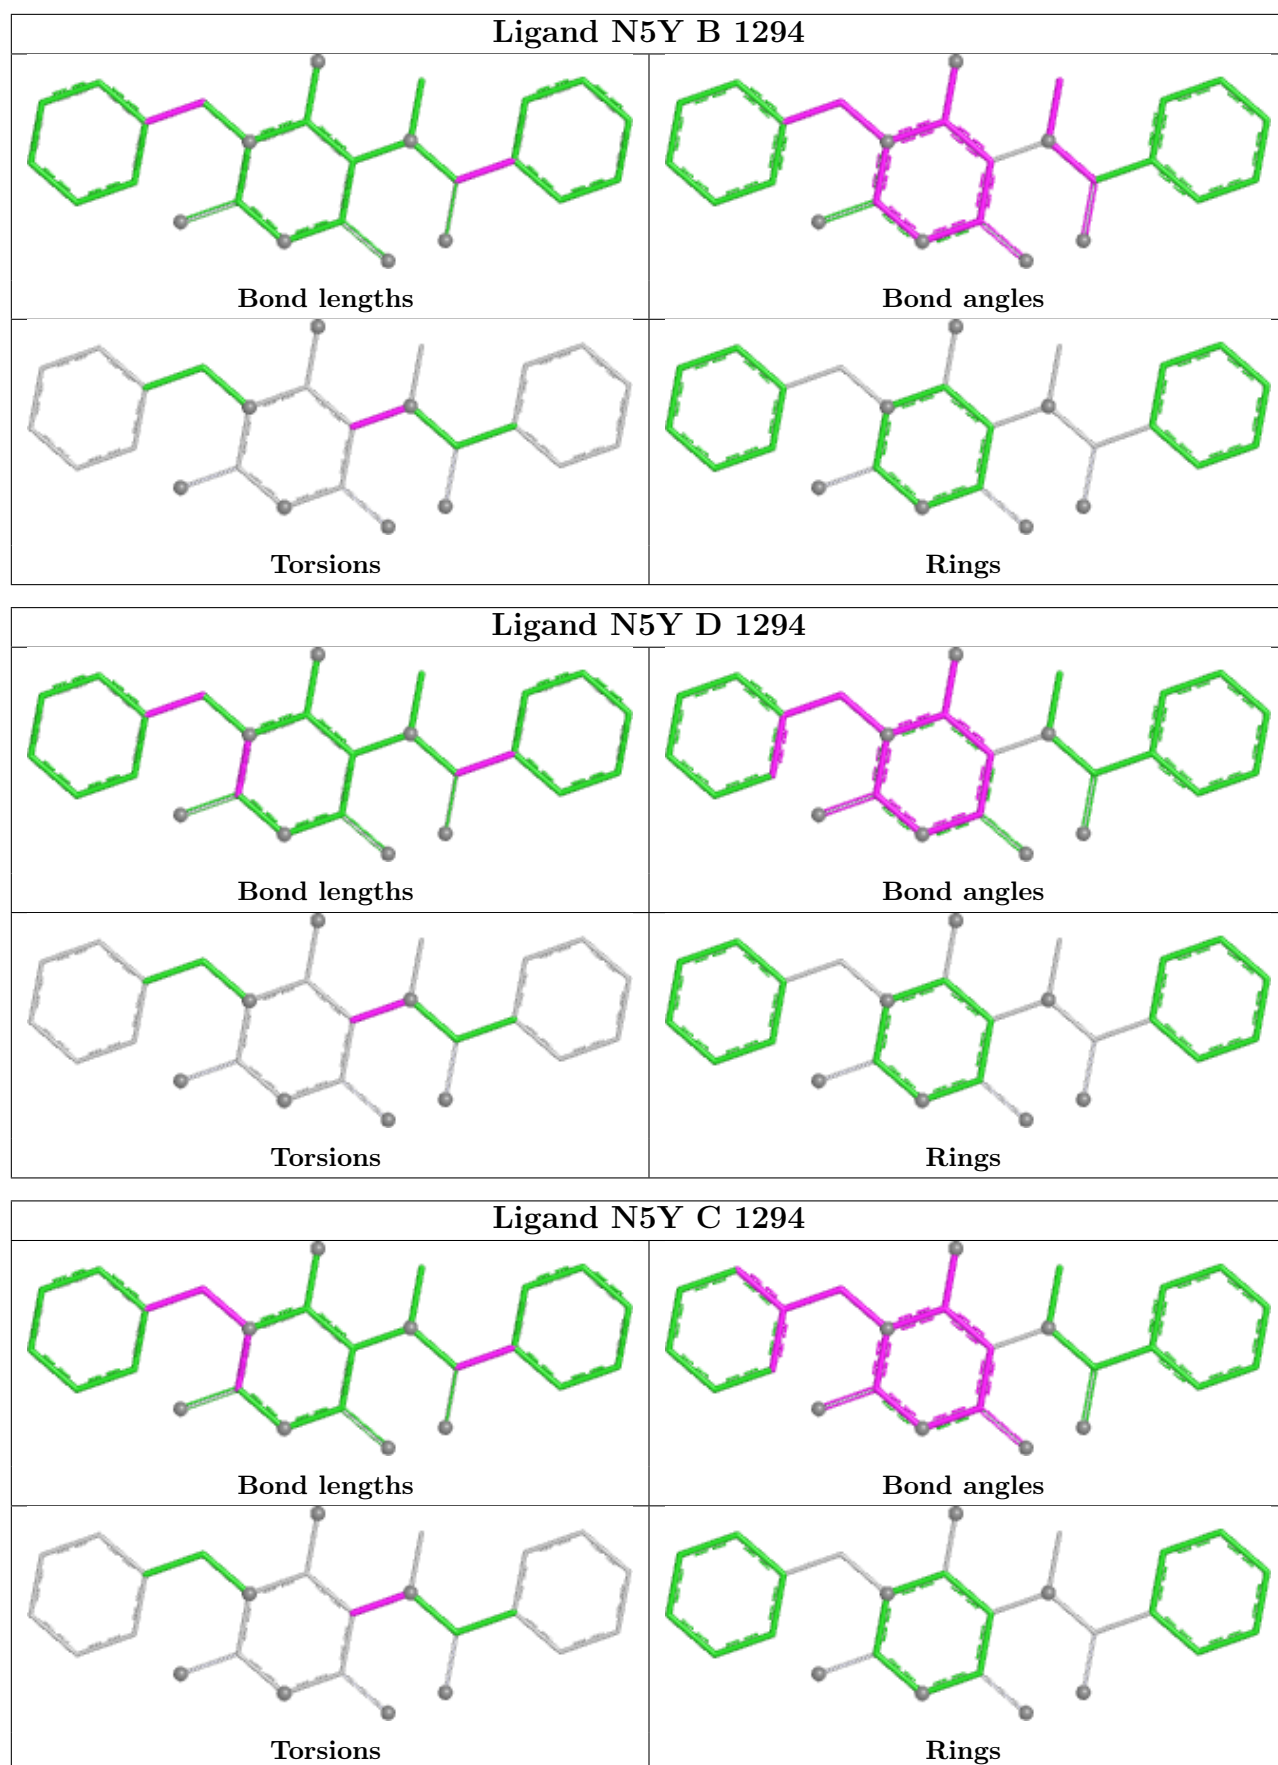 Ligand N5Y B 1294
Bond lengths
Bond angles
Torsions
Rings
Ligand N5Y D 1294
Bond lengths
Bond angles
Torsions
Rings
Ligand N5Y C 1294
Bond lengths
Bond angles
Torsions
Rings